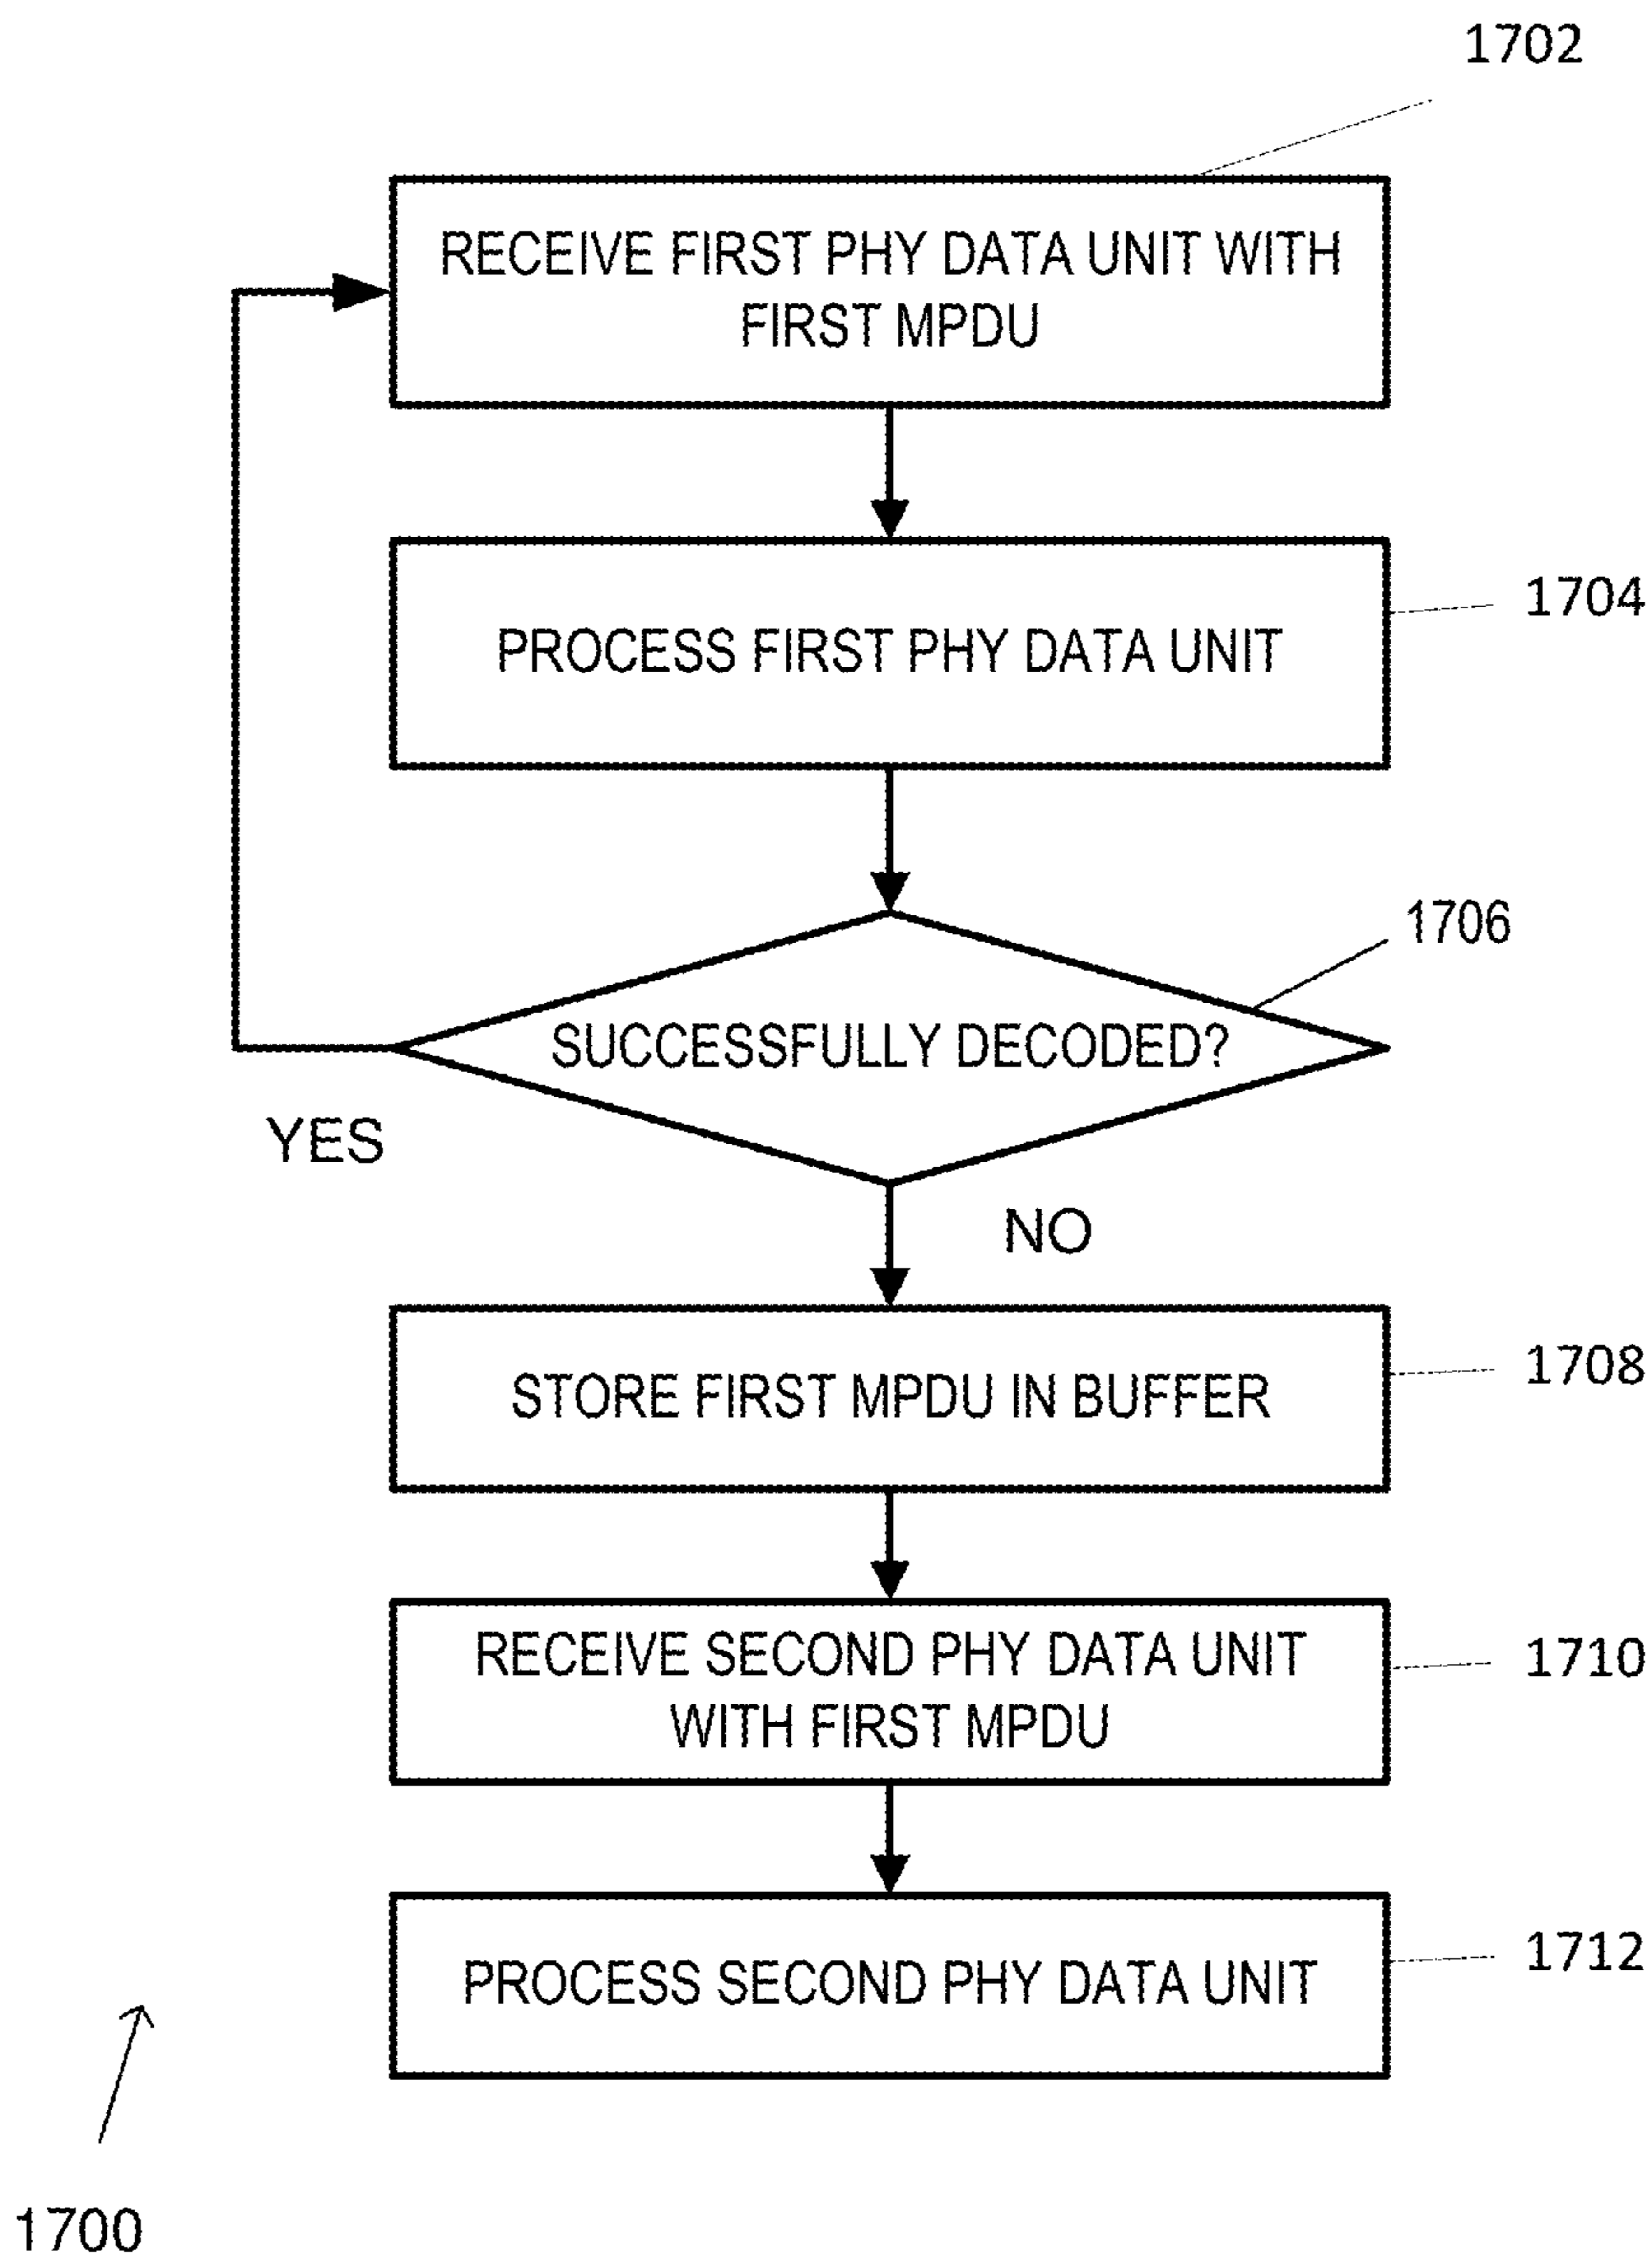 1702
RECEIVE FIRST PHY DATA UNIT WITH
FIRST MPDU
1704
PROCESS FIRST PHY DATA UNIT
1706
SUCCESSFULLY DECODED?
YES
NO
1708
STORE FIRST MPDU IN BUFFER
RECEIVE SECOND PHY DATA UNIT
WITH FIRST MPDU
1710
1712
PROCESS SECOND PHY DATA UNIT
1700